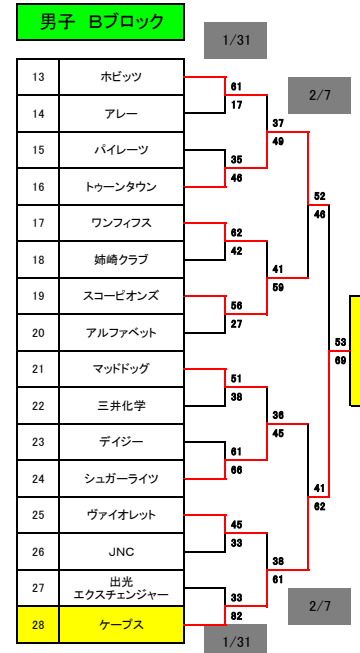 男子 Bブロック
1/31
2/7
13 ホビッツ
61
14 アレー
17
37
49
15 パイレーツ
35
16 トゥーンタウン
46
52
46
17 ワンフィフス
62
18 姉崎クラブ
42
41
59
19 スコーピオンズ
56
20 アルファベット
27
53
69
21 マッドドッグ
51
22 三井化学
38
36
45
23 デイジー
61
24 シュガーライツ
66
41
62
25 ヴァイオレット
45
26 JNC
33
38
61
27 出光
エクスチェンジャー
33
28 ケーブス
82
2/7
1/31